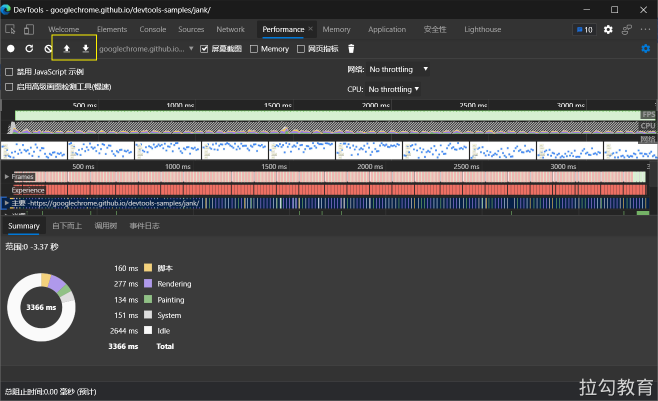 DevTools - googlechrome.github.io/devtools-samples/jank/
Welcome Elements Console Sources Network Performance × Memory Application 安全性 Lighthouse 10
googlechrome.github.io... 屏幕截图 Memory 网页指标
禁用 JavaScript 示例 网络: No throttling
启用高级画图检测工具(慢速) CPU: No throttling
500 ms 1000 ms 1500 ms 2000 ms 2500 ms 3000 ms
FPS
CPU
网络
500 ms 1000 ms 1500 ms 2000 ms 2500 ms 3000 ms
Frames
Experience
主要 -https://googlechrome.github.io/devtools-samples/jank/
Summary 自下而上 调用树 事件日志
范围:0 -3.37 秒
160 ms 脚本
277 ms Rendering
134 ms Painting
151 ms System
2644 ms Idle
3366 ms Total
3366 ms
总阻止时间:0.00 毫秒 (预计)
拉勾教育